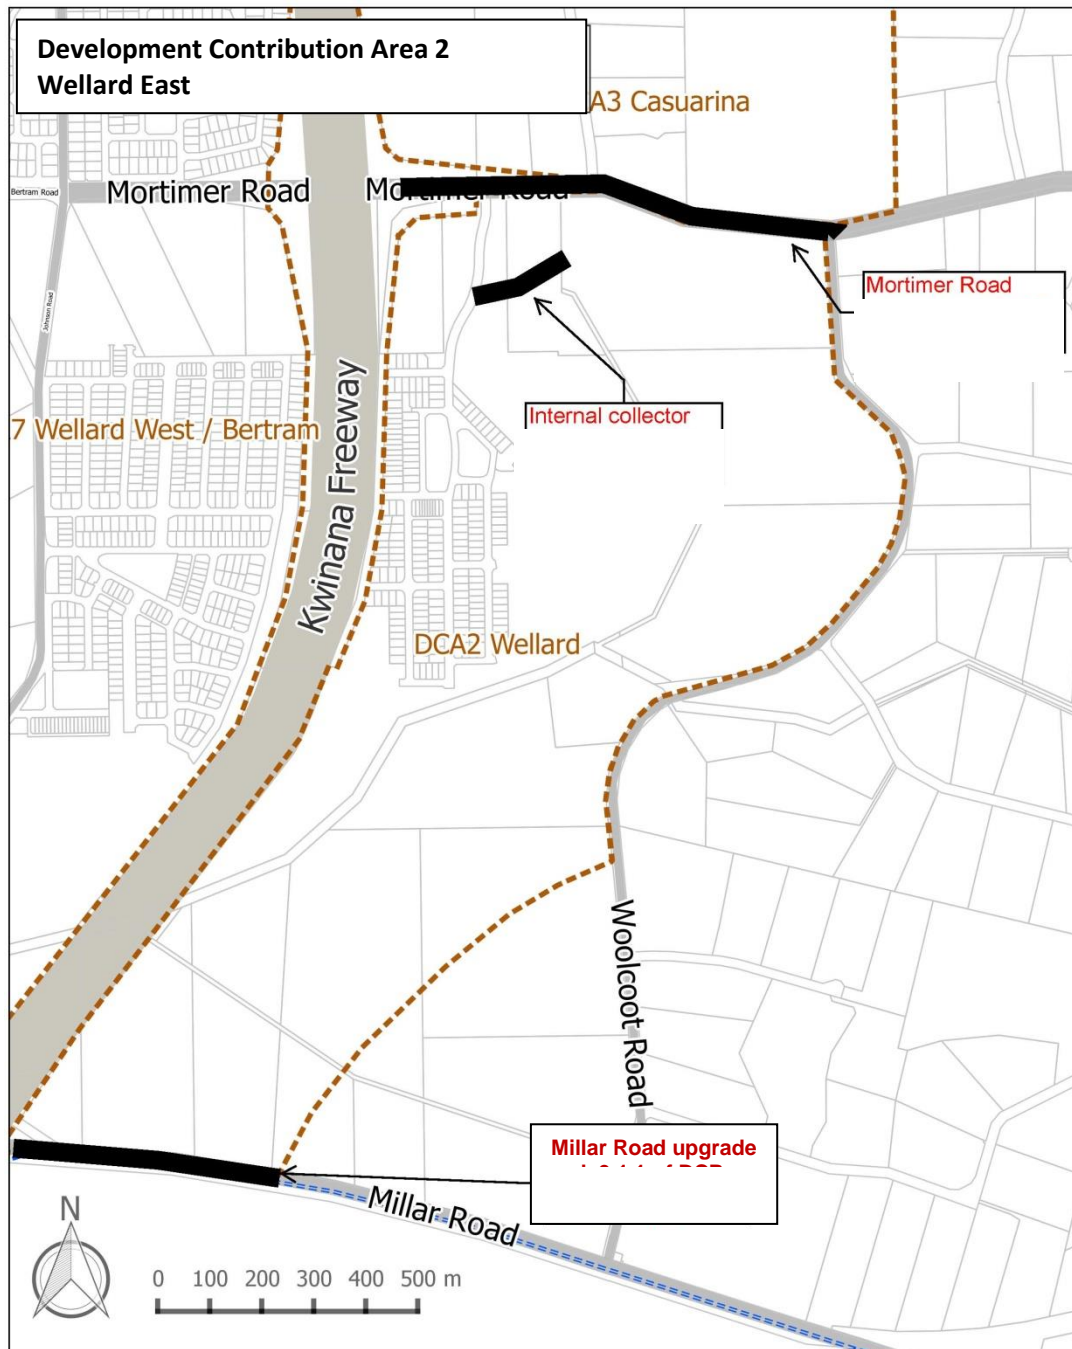 Development Contribution Area 2
Wellard East
A3 Casuarina
Bertram Road
Mortimer Road
Mortimer Road
Mortimer Road
Johnson Road
Internal collector
7 Wellard West / Bertram
Kwinana Freeway
DCA2 Wellard
Woolcoot Road
Millar Road upgrade
Millar Road
N
0 100 200 300 400 500 m